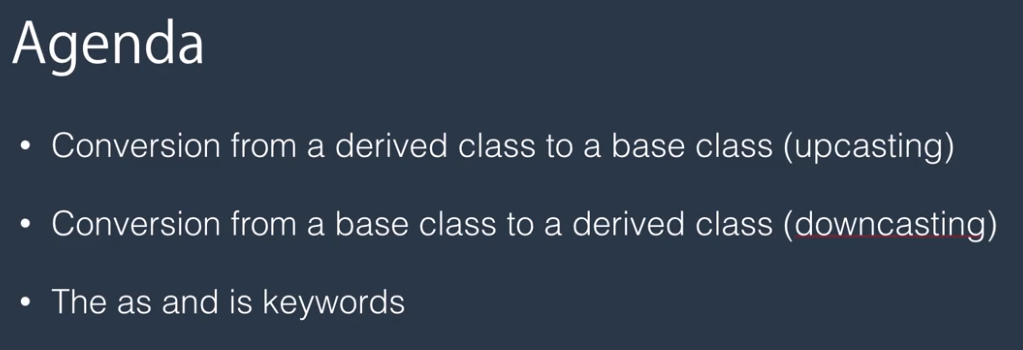 Agenda
• Conversion from a derived class to a base class (upcasting)
• Conversion from a base class to a derived class (downcasting)
• The as and is keywords